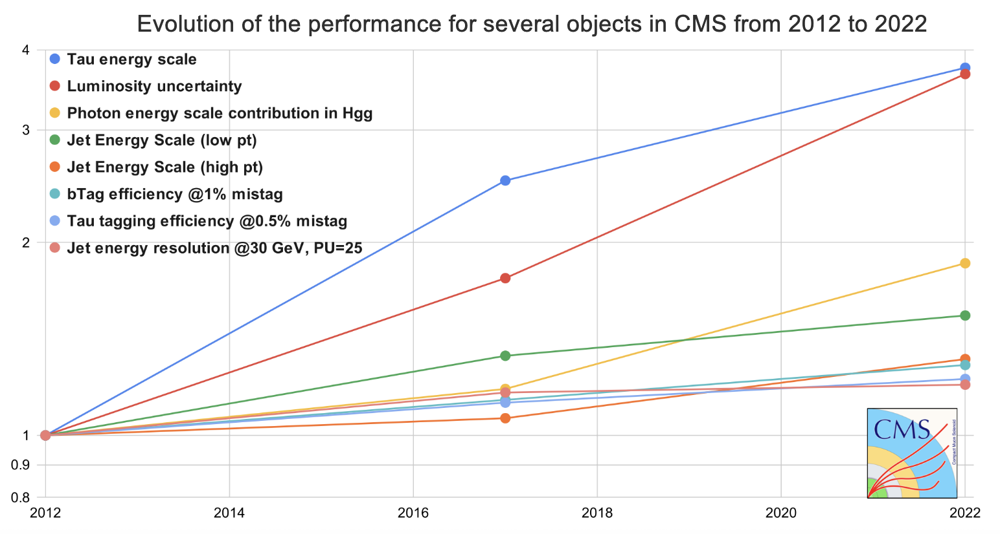 Evolution of the performance for several objects in CMS from 2012 to 2022
4
Tau energy scale
Luminosity uncertainty
Photon energy scale contribution in Hgg
3
Jet Energy Scale (low pt)
Jet Energy Scale (high pt)
bTag efficiency @1% mistag
Tau tagging efficiency @0.5% mistag
2
Jet energy resolution @30 GeV, PU=25
CMS
Compact Muon Solenoid
1
0.9
0.8
2012 2014 2016 2018 2020 2022